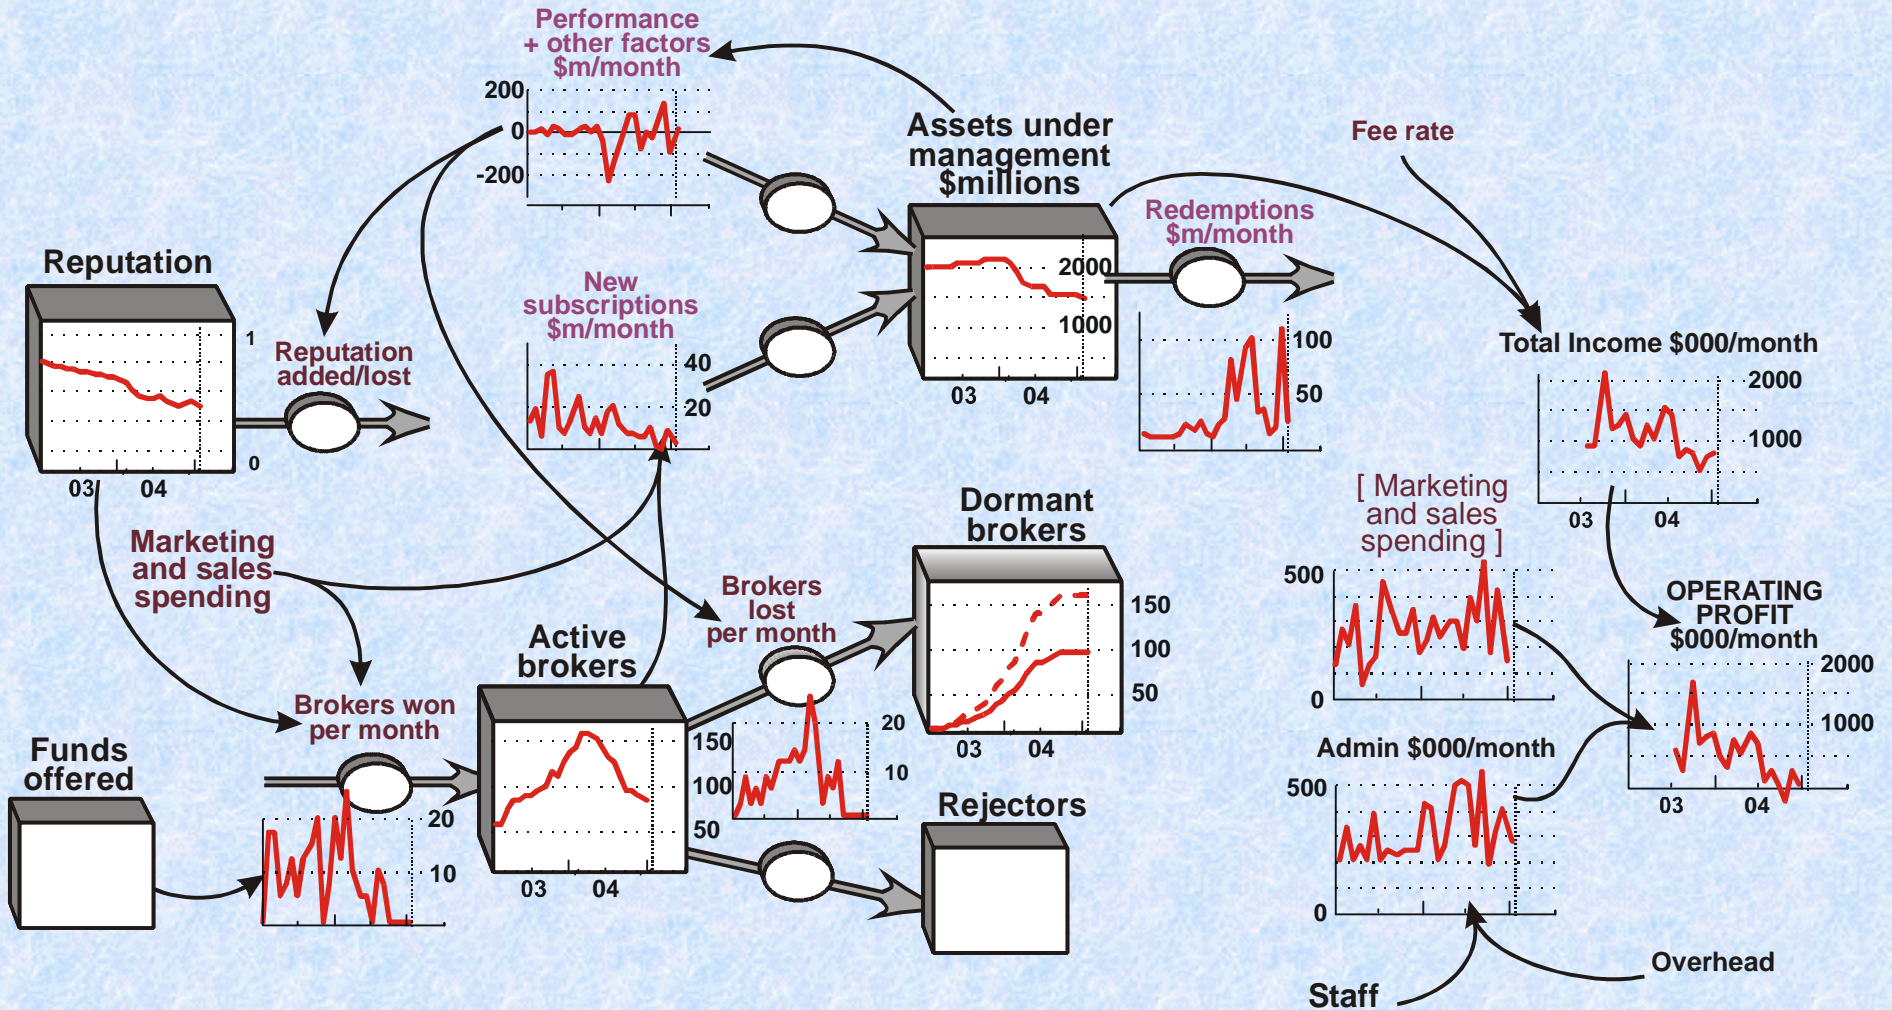 Performance
+ other factors
$m/month
200
0
-200
Assets under
management
$millions
2000
1000
03 04
Fee rate
Redemptions
$m/month
100
50
Reputation
1
0
03 04
Reputation
added/lost
New
subscriptions
$m/month
40
20
Total Income $000/month
2000
1000
03 04
Marketing
and sales
spending
[ Marketing
and sales
spending ]
500
0
Dormant
brokers
150
100
50
03 04
Brokers
lost
per month
20
10
Active
brokers
150
100
50
03 04
Brokers won
per month
20
10
Funds
offered
Rejectors
OPERATING
PROFIT
$000/month
2000
1000
03 04
Admin $000/month
500
0
Overhead
Staff